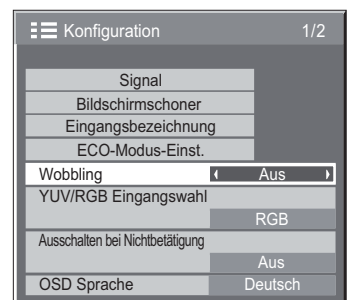 Konfiguration 1/2
Signal
Bildschirmschoner
Eingangsbezeichnung
ECO-Modus-Einst.
Wobbling Aus
YUV/RGB Eingangswahl
RGB
Ausschalten bei Nichtbetätigung
Aus
OSD Sprache Deutsch